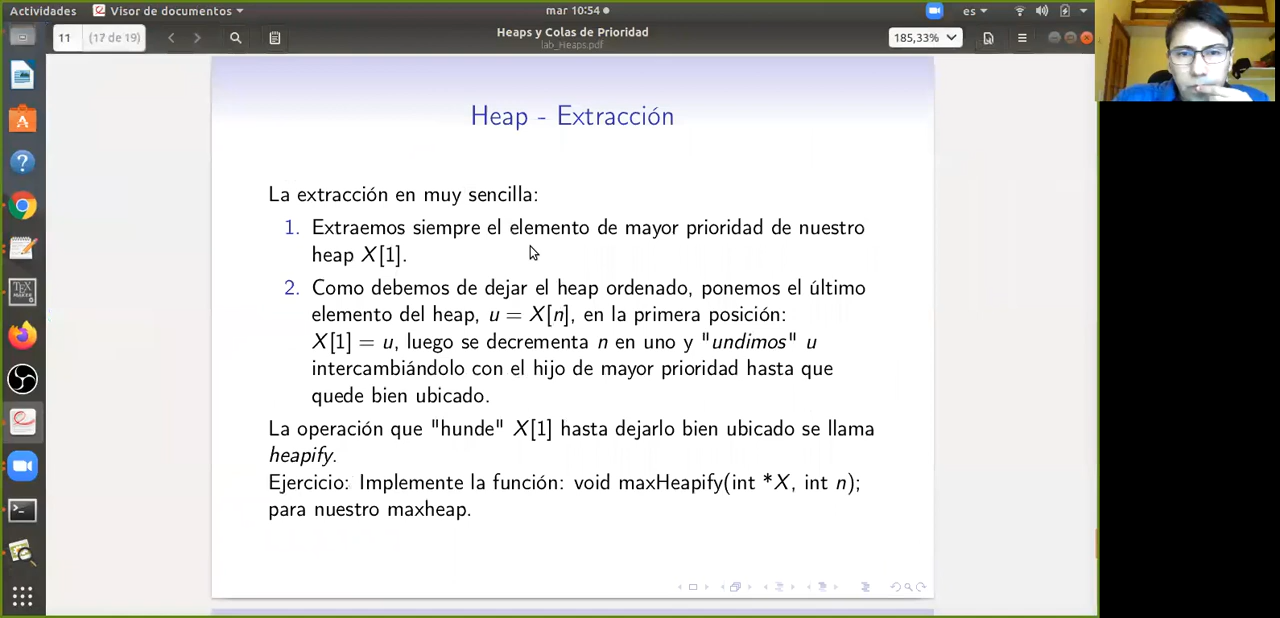 Actividades
Visor de documentos
mar 10:54
es
11
(17 de 19)
Heaps y Colas de Prioridad
lab_Heaps.pdf
185,33%
Heap - Extracción
La extracción en muy sencilla:
1. Extraemos siempre el elemento de mayor prioridad de nuestro
heap X[1].
2. Como debemos de dejar el heap ordenado, ponemos el último
elemento del heap, u = X[n], en la primera posición:
X[1] = u, luego se decrementa n en uno y "undimos" u
intercambiándolo con el hijo de mayor prioridad hasta que
quede bien ubicado.
La operación que "hunde" X[1] hasta dejarlo bien ubicado se llama
heapify.
Ejercicio: Implemente la función: void maxHeapify(int *X, int n);
para nuestro maxheap.